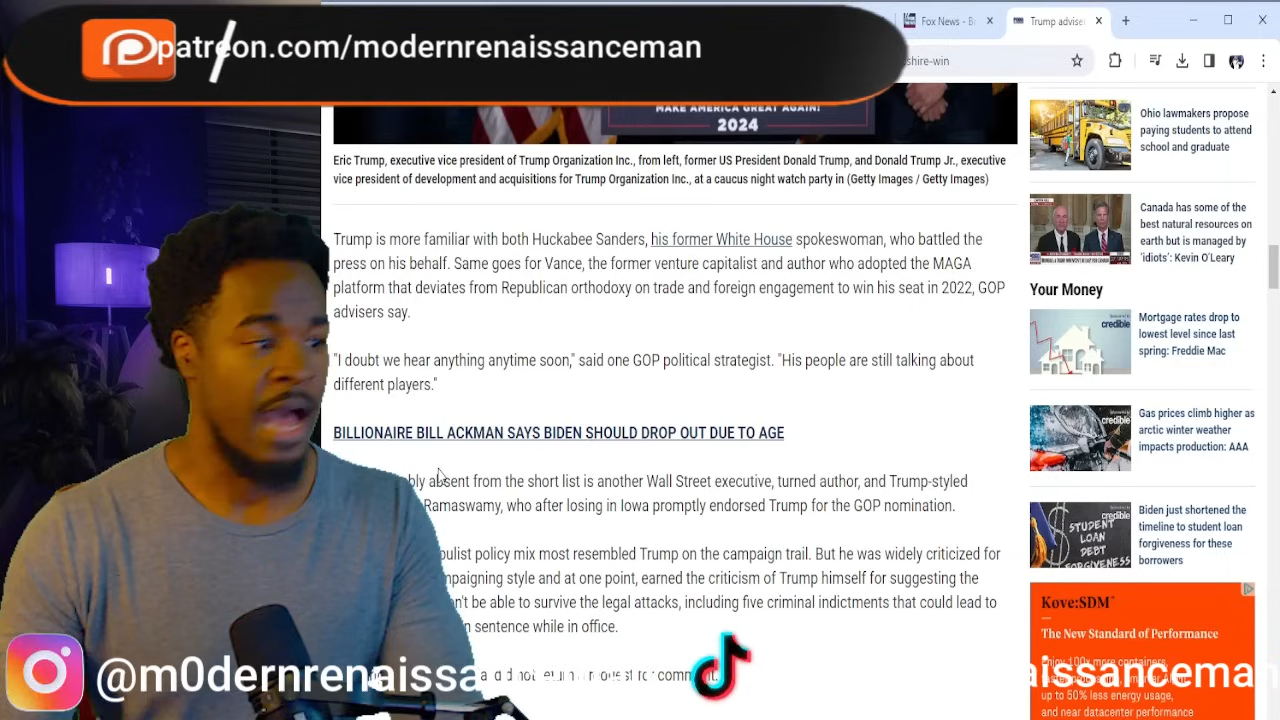 patreon.com/modernrenaissanceman
Fox News - B
Trump advise
shire-win
MAKE AMERICA GREAT AGAIN!
2024
Eric Trump, executive vice president of Trump Organization Inc., from left, former US President Donald Trump, and Donald Trump Jr., executive
vice president of development and acquisitions for Trump Organization Inc., at a caucus night watch party in (Getty Images / Getty Images)
Trump is more familiar with both Huckabee Sanders, his former White House spokeswoman, who battled the
press on his behalf. Same goes for Vance, the former venture capitalist and author who adopted the MAGA
platform that deviates from Republican orthodoxy on trade and foreign engagement to win his seat in 2022, GOP
advisers say.
"I doubt we hear anything anytime soon," said one GOP political strategist. "His people are still talking about
different players."
BILLIONAIRE BILL ACKMAN SAYS BIDEN SHOULD DROP OUT DUE TO AGE
absent from the short list is another Wall Street executive, turned author, and Trump-styled
Ramaswamy, who after losing in Iowa promptly endorsed Trump for the GOP nomination.
policy mix most resembled Trump on the campaign trail. But he was widely criticized for
style and at one point, earned the criticism of Trump himself for suggesting the
be able to survive the legal attacks, including five criminal indictments that could lead to
sentence while in office.
Ohio lawmakers propose
paying students to attend
school and graduate
Canada has some of the
best natural resources on
earth but is managed by
'idiots': Kevin O'Leary
Your Money
Mortgage rates drop to
lowest level since last
spring: Freddie Mac
credible
Gas prices climb higher as
arctic winter weather
impacts production: AAA
credible
Biden just shortened the
timeline to student loan
forgiveness for these
borrowers
credible
STUDENT
LOAN
DEBT
FORGIVENESS
Kove:SDM™
The New Standard of Performance
up to 50% less energy usage,
and near datacenter performance
@m0dernrenaissa
aissanceman